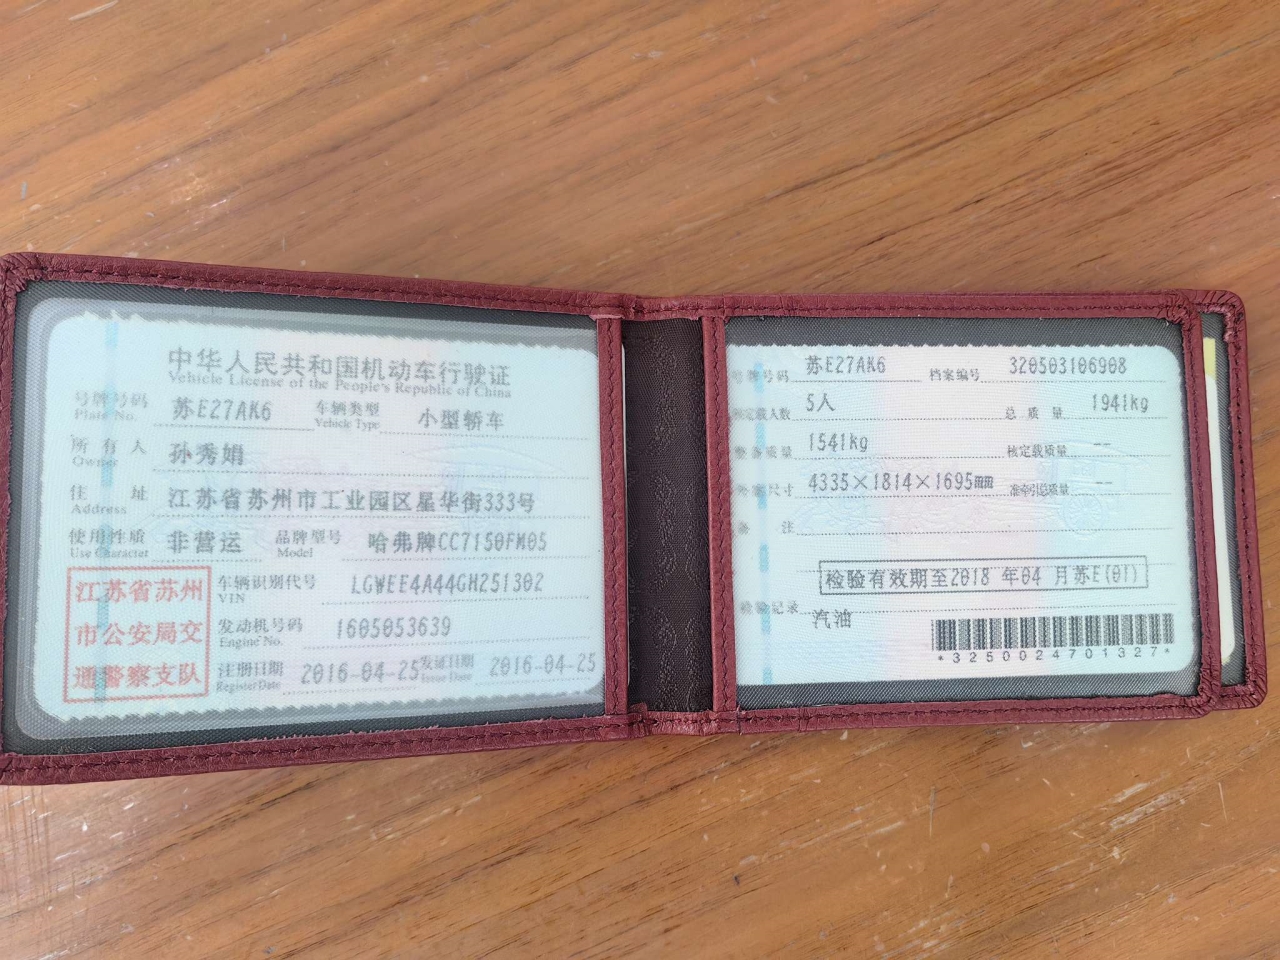 中华人民共和国机动车行驶证
Vehicle License of the People's Republic of China
号牌号码 苏E27AK6 车辆类型 小型轿车
Plate No. Vehicle Type
所有人 孙秀娟
Owner
住址 江苏省苏州市工业园区星华街333号
Address
使用性质 非营运 品牌型号 哈弗牌CC7150FM05
Use Character Model
江苏省苏州
市公安局交
通警察支队
车辆识别代号 LGWEE4A44GH251302
VIN
发动机号码 1605053639
Engine No.
注册日期 2016-04-25 发证日期 2016-04-25
Register Date Issue Date
号牌号码 苏E27AK6 档案编号 320503106908
核定载人数 5人 总质量 1941kg
整备质量 1541kg 核定载质量 --
外廓尺寸 4335×1814×1695mm 准牵引总质量 --
备注
检验有效期至2018年04月苏E(01)
检验记录 汽油
*3250024701327*